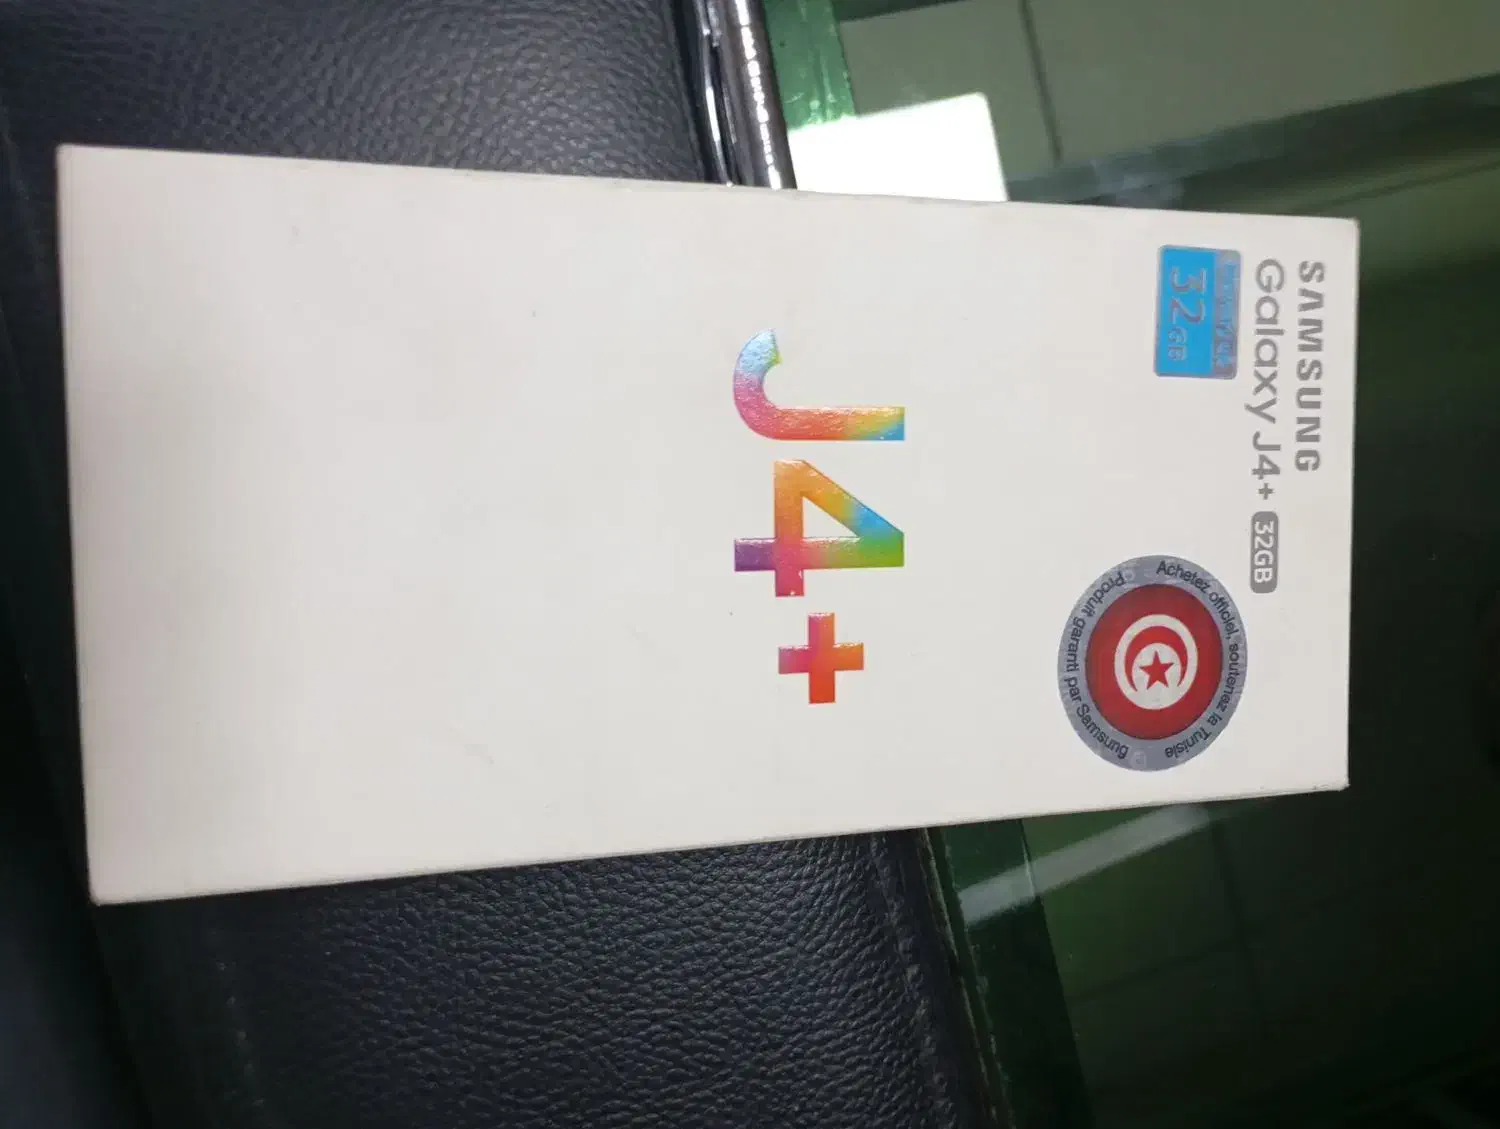 SAMSUNG
Galaxy J4+ 32GB
32GB
Achetez officiel, soutenez la Tunisie
Produit garanti par Samsung
J4+